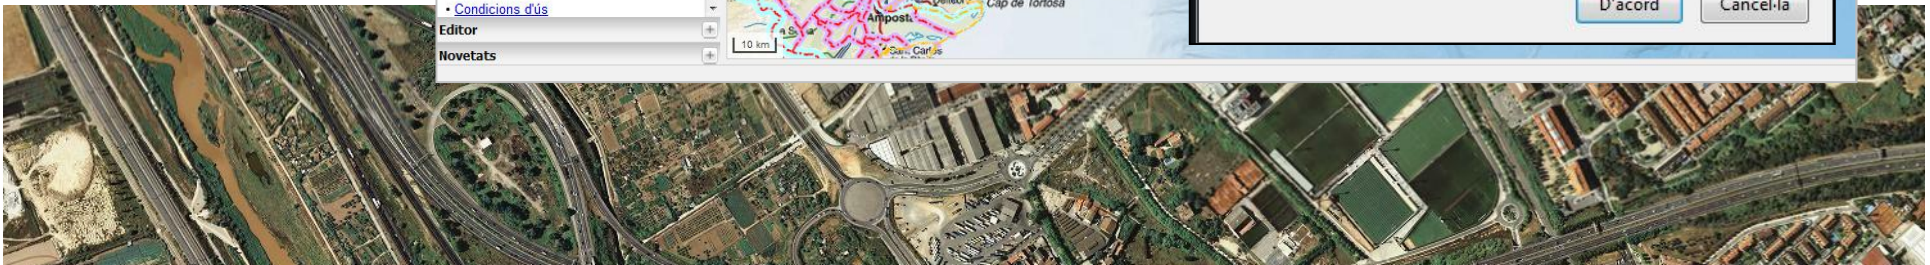 • Condicions d'ús
Editor
Novetats
10 km
Amposta
Cap de Tortosa
D'acord
Cancel·la